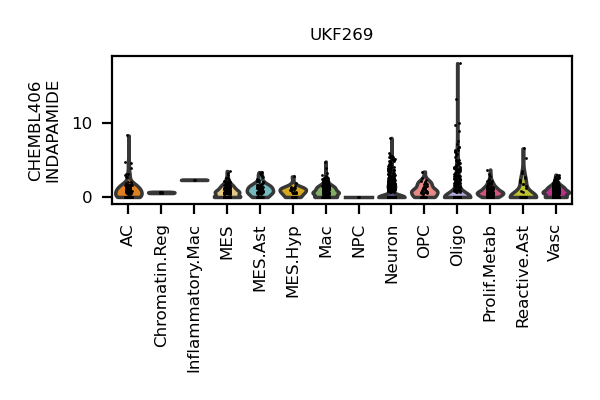 UKF269
CHEMBL406
INDAPAMIDE
10
0
AC
Chromatin.Reg
Inflammatory.Mac
MES
MES.Ast
MES.Hyp
Mac
NPC
Neuron
OPC
Oligo
Prolif.Metab
Reactive.Ast
Vasc